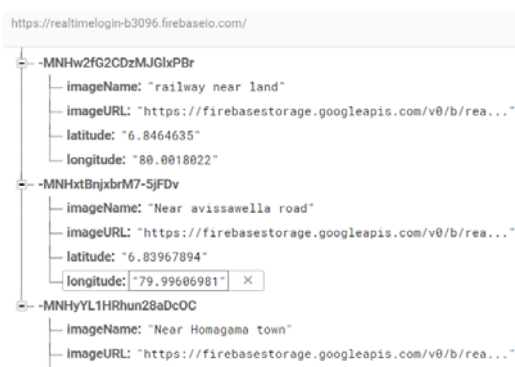 https://realtimelogin-b3096.firebaseio.com/
-MNHw2fG2CDzMJGlxPBr
imageName: "railway near land"
imageURL: "https://firebasestorage.googleapis.com/v0/b/rea..."
latitude: "6.8464635"
longitude: "80.0018022"
-MNHxtBnjxbrM7-5jFDv
imageName: "Near avissawella road"
imageURL: "https://firebasestorage.googleapis.com/v0/b/rea..."
latitude: "6.83967894"
longitude: "79.99606981" ×
-MNHyYL1HRhun28aDcOC
imageName: "Near Homagama town"
imageURL: "https://firebasestorage.googleapis.com/v0/b/rea..."